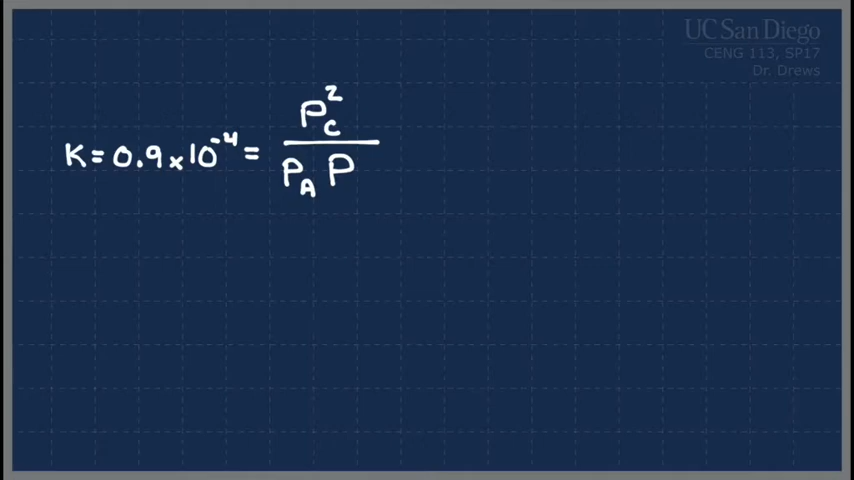 UC San Diego
CENG 113, SP17
Dr. Drews
K = 0.9 × 10⁻⁴ = P_C² / P_A P